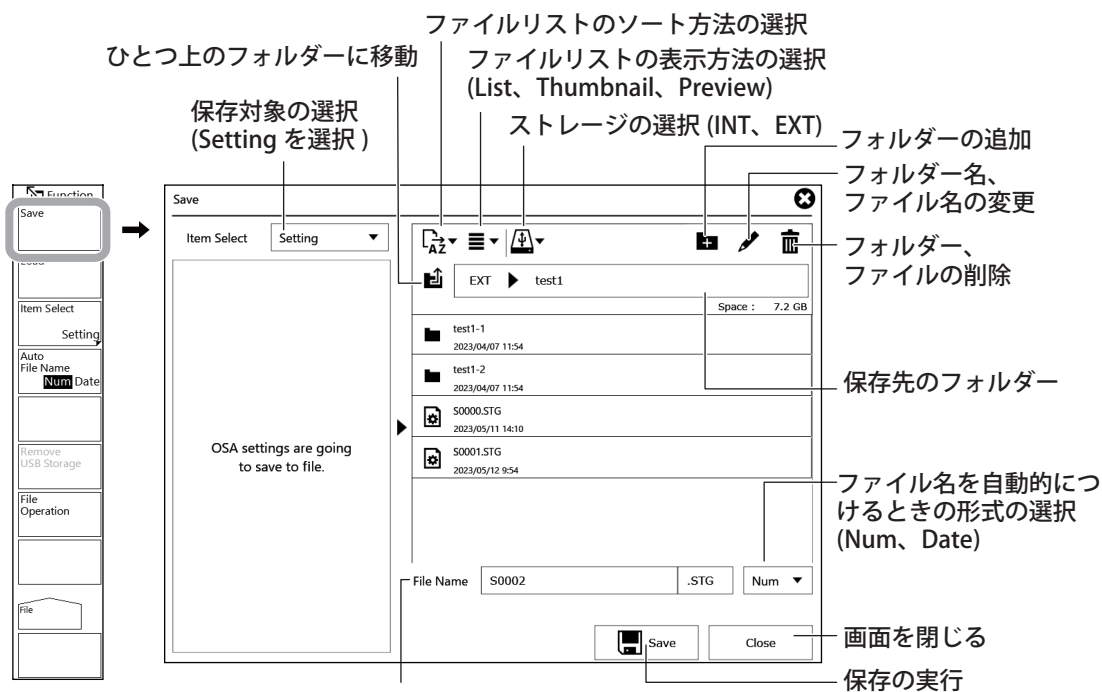 ファイルリストのソート方法の選択
ひとつ上のフォルダーに移動
ファイルリストの表示方法の選択
(List、Thumbnail、Preview)
保存対象の選択
(Setting を選択 )
ストレージの選択 (INT、EXT)
フォルダーの追加
フォルダー名、
ファイル名の変更
フォルダー、
ファイルの削除
Function
Save
Item Select
Setting
Auto
File Name
Num Date
Remove
USB Storage
File
Operation
File
Save
Item Select
Setting
AZ
EXT
test1
Space : 7.2 GB
test1-1
2023/04/07 11:54
test1-2
2023/04/07 11:54
S0000.STG
2023/05/11 14:10
S0001.STG
2023/05/12 9:54
OSA settings are going
to save to file.
保存先のフォルダー
ファイル名を自動的につ
けるときの形式の選択
(Num、Date)
File Name
S0002
.STG
Num
Save
Close
画面を閉じる
保存の実行